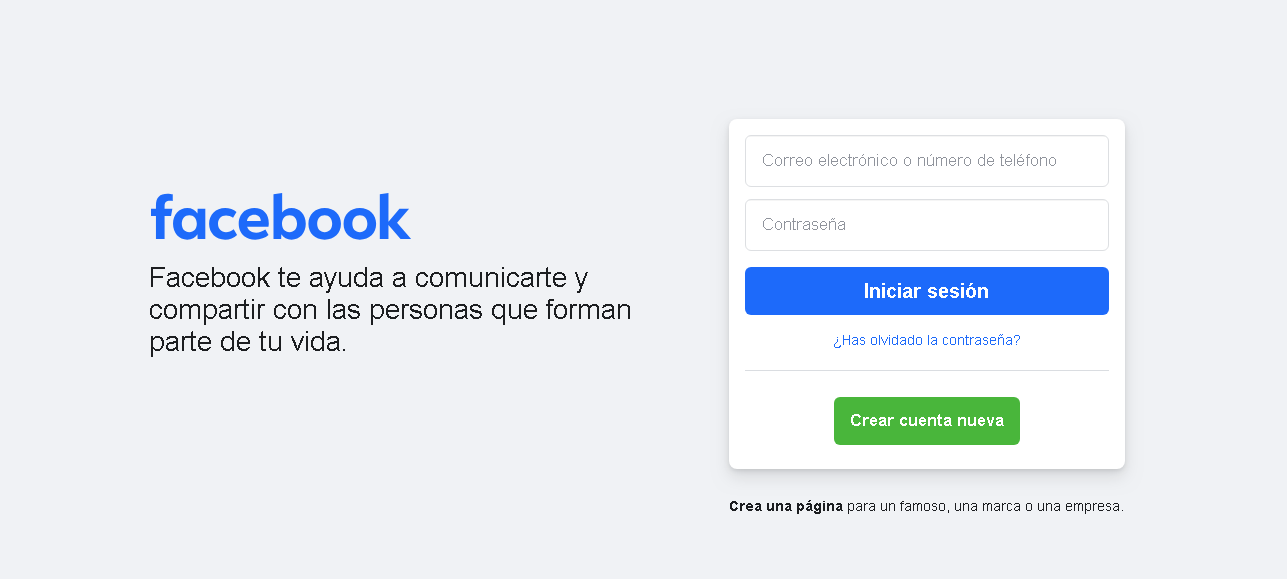 facebook
Facebook te ayuda a comunicarte y
compartir con las personas que forman
parte de tu vida.
Correo electrónico o número de teléfono
Contraseña
Iniciar sesión
¿Has olvidado la contraseña?
Crear cuenta nueva
Crea una página para un famoso, una marca o una empresa.